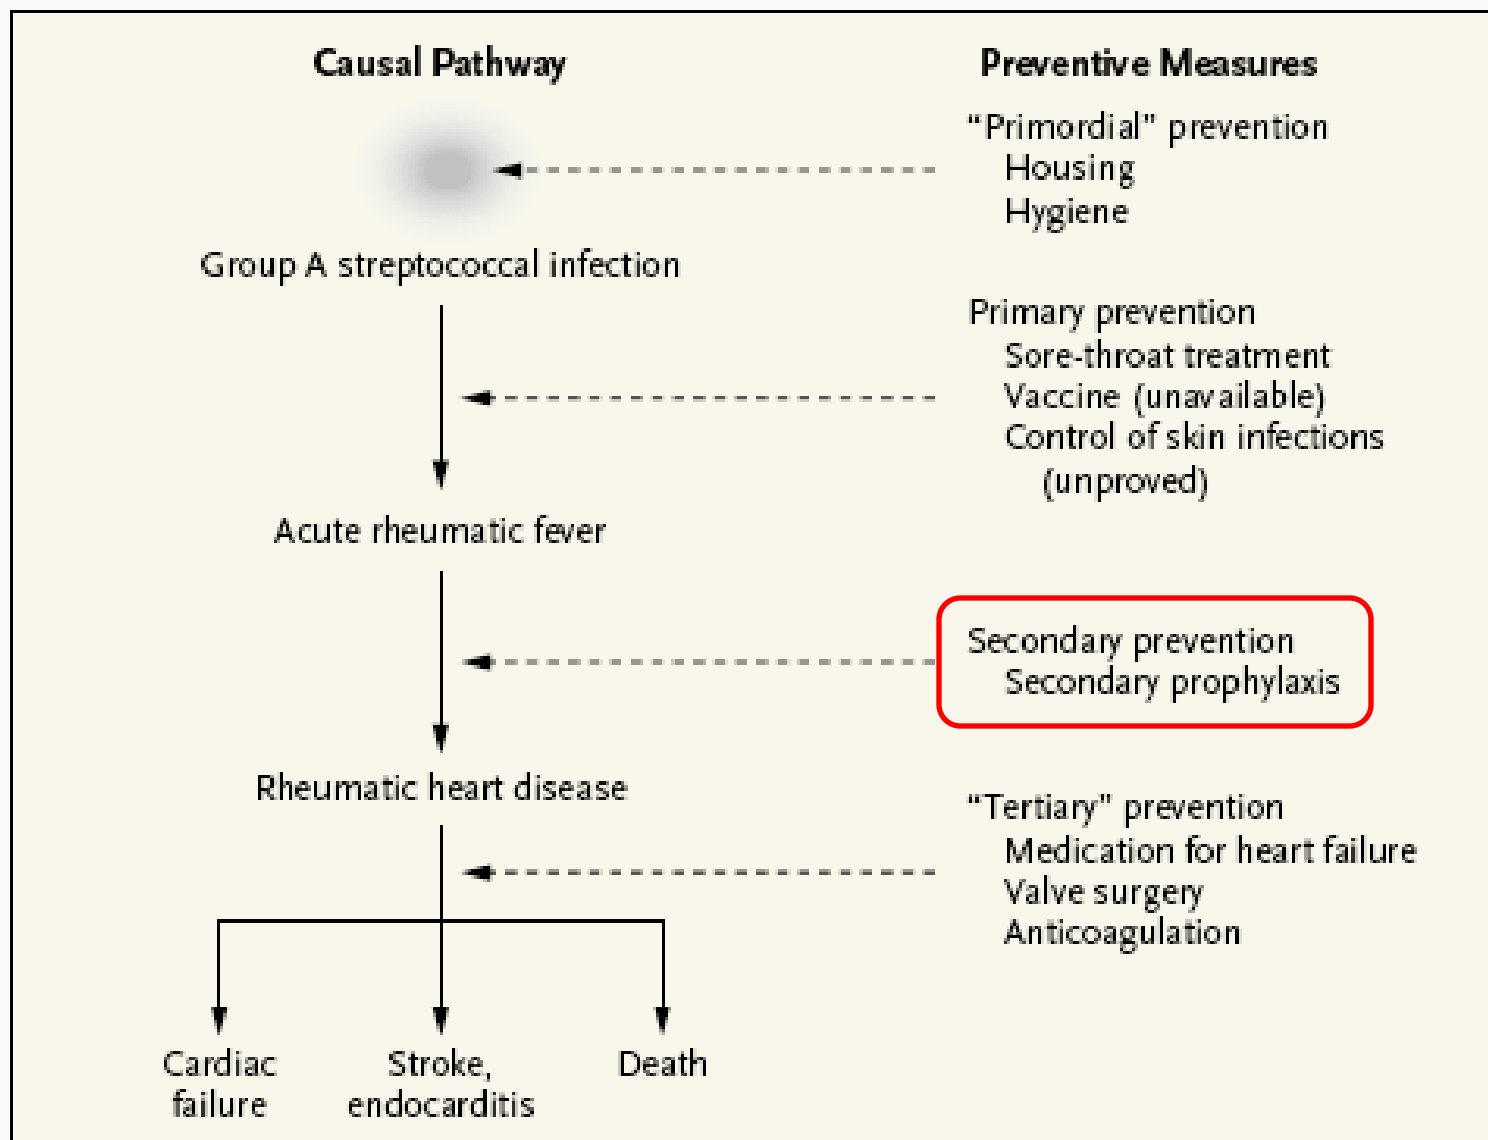 Causal Pathway
Group A streptococcal infection
Acute rheumatic fever
Rheumatic heart disease
Cardiac
failure
Stroke,
endocarditis
Death
Preventive Measures
“Primordial” prevention
Housing
Hygiene
Primary prevention
Sore-throat treatment
Vaccine (unavailable)
Control of skin infections
(unproved)
Secondary prevention
Secondary prophylaxis
“Tertiary” prevention
Medication for heart failure
Valve surgery
Anticoagulation